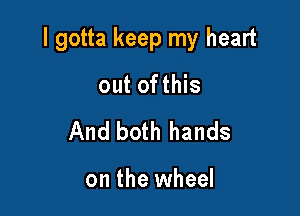 I gotta keep my heart
out of this
And both hands
on the wheel